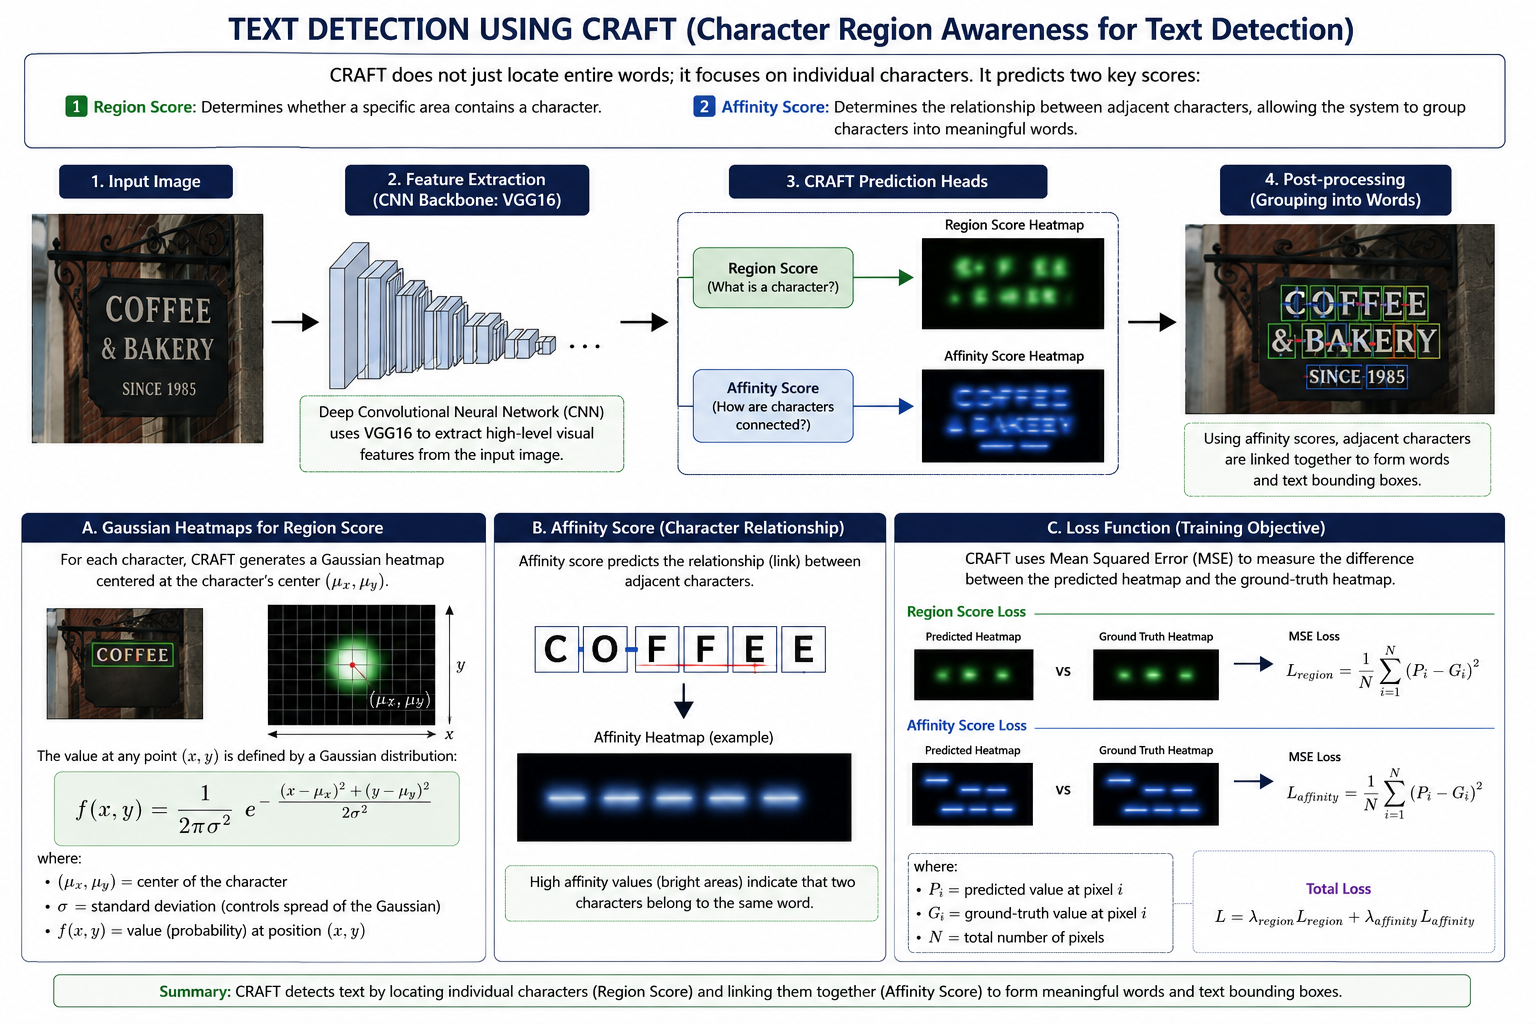 TEXT DETECTION USING CRAFT (Character Region Awareness for Text Detection)
CRAFT does not just locate entire words; it focuses on individual characters. It predicts two key scores:
1 Region Score: Determines whether a specific area contains a character.
2 Affinity Score: Determines the relationship between adjacent characters, allowing the system to group
characters into meaningful words.
1. Input Image
COFFEE
& BAKERY
SINCE 1985
2. Feature Extraction
(CNN Backbone: VGG16)
...
Deep Convolutional Neural Network (CNN)
uses VGG16 to extract high-level visual
features from the input image.
3. CRAFT Prediction Heads
Region Score
(What is a character?)
Region Score Heatmap
Affinity Score
(How are characters
connected?)
Affinity Score Heatmap
4. Post-processing
(Grouping into Words)
COFFEE
& BAKERY
SINCE 1985
Using affinity scores, adjacent characters
are linked together to form words
and text bounding boxes.
A. Gaussian Heatmaps for Region Score
For each character, CRAFT generates a Gaussian heatmap
centered at the character's center (μx, μy).
COFFEE
(μx, μy)
y
x
The value at any point (x, y) is defined by a Gaussian distribution:
f(x, y) = 1/(2πσ²) e^−((x − μx)² + (y − μy)²)/(2σ²)
where:
• (μx, μy) = center of the character
• σ = standard deviation (controls spread of the Gaussian)
• f(x, y) = value (probability) at position (x, y)
B. Affinity Score (Character Relationship)
Affinity score predicts the relationship (link) between
adjacent characters.
C O F F E E
Affinity Heatmap (example)
High affinity values (bright areas) indicate that two
characters belong to the same word.
C. Loss Function (Training Objective)
CRAFT uses Mean Squared Error (MSE) to measure the difference
between the predicted heatmap and the ground-truth heatmap.
Region Score Loss
Predicted Heatmap
VS
Ground Truth Heatmap
MSE Loss
L_region = 1/N ∑_{i=1}^{N} (P_i − G_i)²
Affinity Score Loss
Predicted Heatmap
VS
Ground Truth Heatmap
MSE Loss
L_affinity = 1/N ∑_{i=1}^{N} (P_i − G_i)²
where:
• P_i = predicted value at pixel i
• G_i = ground-truth value at pixel i
• N = total number of pixels
Total Loss
L = λ_region L_region + λ_affinity L_affinity
Summary: CRAFT detects text by locating individual characters (Region Score) and linking them together (Affinity Score) to form meaningful words and text bounding boxes.